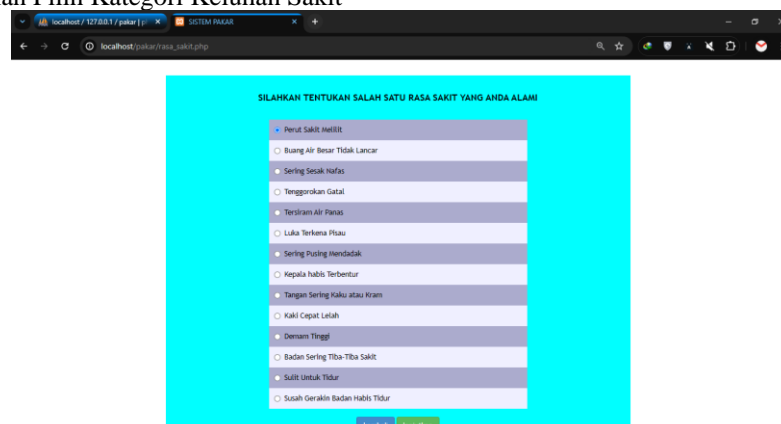 localhost / 127.0.0.1 / pakar | p
SISTEM PAKAR
localhost/pakar/rasa_sakit.php
SILAHKAN TENTUKAN SALAH SATU RASA SAKIT YANG ANDA ALAMI
Perut Sakit Melilit
Buang Air Besar Tidak Lancar
Sering Sesak Nafas
Tenggorokan Gatal
Tersiram Air Panas
Luka Terkena Pisau
Sering Pusing Mendadak
Kepala habis Terbentur
Tangan Sering Kaku atau Kram
Kaki Cepat Lelah
Demam Tinggi
Badan Sering Tiba-Tiba Sakit
Sulit Untuk Tidur
Susah Gerakin Badan Habis Tidur